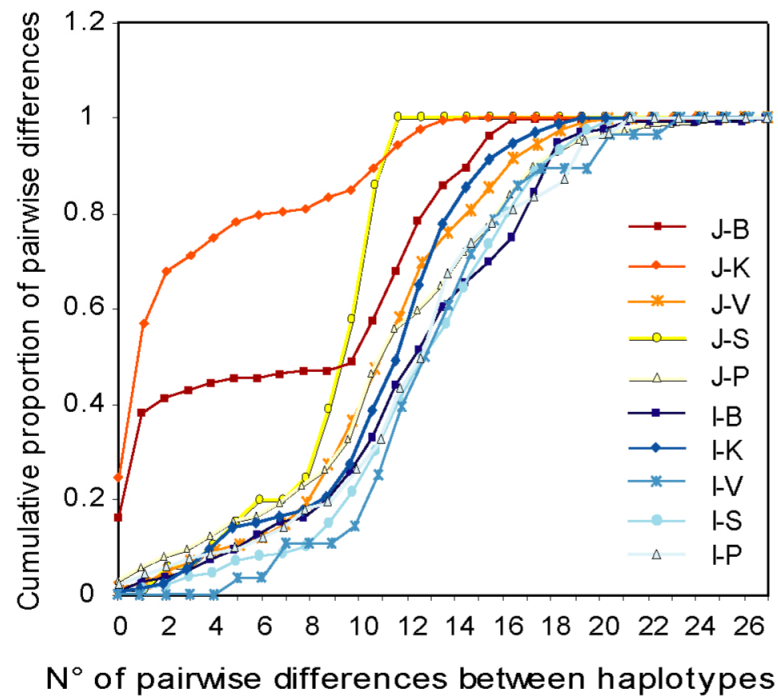 1.2
1
0.8
0.6
0.4
0.2
0
Cumulative proportion of pairwise differences
J-B
J-K
J-V
J-S
J-P
I-B
I-K
I-V
I-S
I-P
0 2 4 6 8 10 12 14 16 18 20 22 24 26
N° of pairwise differences between haplotypes